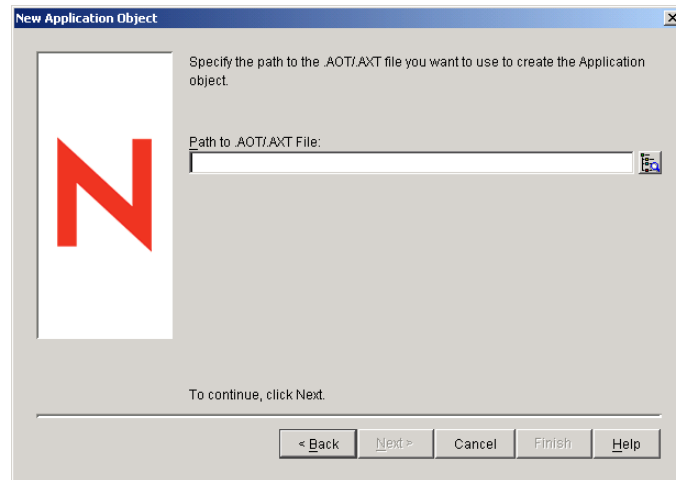 New Application Object
Specify the path to the .AOT/.AXT file you want to use to create the Application
object.
Path to .AOT/.AXT File:
N
To continue, click Next.
< Back
Next >
Cancel
Finish
Help